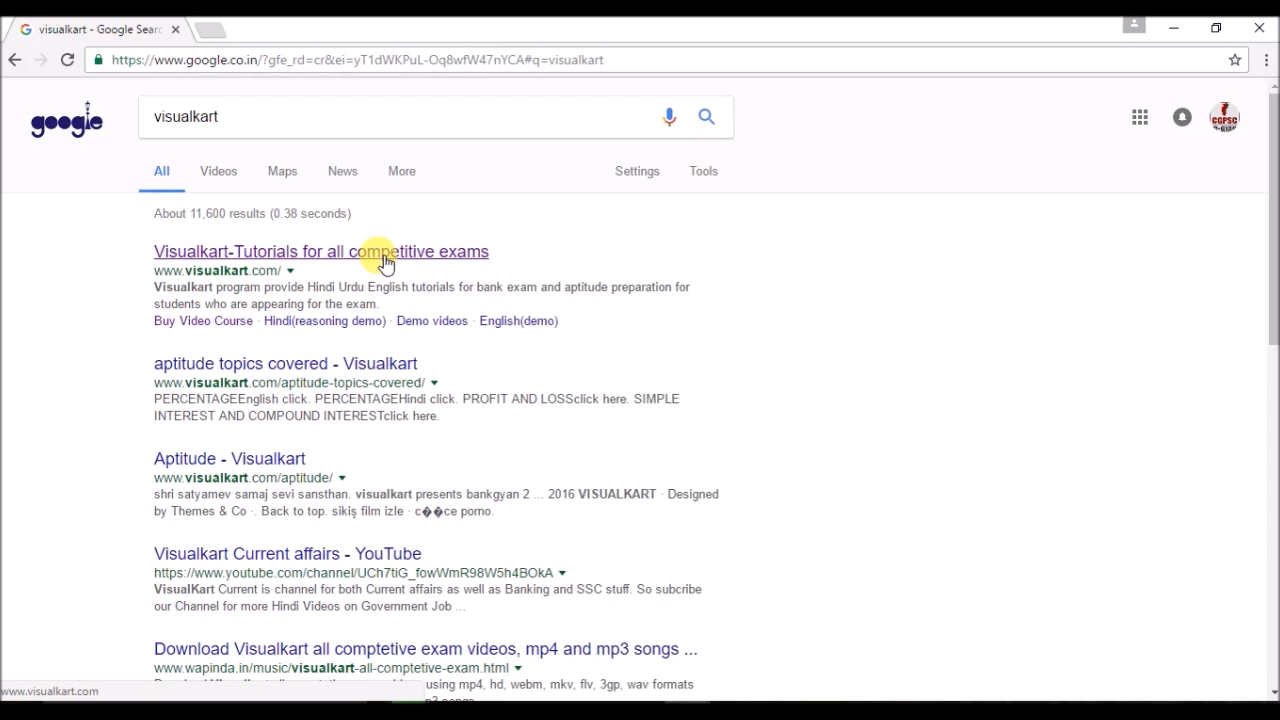 visualkart - Google Searc
https://www.google.co.in/?gfe_rd=cr&ei=yT1dWKPuL-Oq8wfW47nYCA#q=visualkart
google
visualkart
CGPSC
All Videos Maps News More Settings Tools
About 11,600 results (0.38 seconds)
Visualkart-Tutorials for all competitive exams
www.visualkart.com/
Visualkart program provide Hindi Urdu English tutorials for bank exam and aptitude preparation for
students who are appearing for the exam.
Buy Video Course · Hindi(reasoning demo) · Demo videos · English(demo)
aptitude topics covered - Visualkart
www.visualkart.com/aptitude-topics-covered/
PERCENTAGEEnglish click. PERCENTAGEHindi click. PROFIT AND LOSSclick here. SIMPLE
INTEREST AND COMPOUND INTERESTclick here.
Aptitude - Visualkart
www.visualkart.com/aptitude/
shri satyamev samaj sevi sansthan. visualkart presents bankgyan 2 ... 2016 VISUALKART · Designed
by Themes & Co ·. Back to top. sikiş film izle · c��ce porno.
Visualkart Current affairs - YouTube
https://www.youtube.com/channel/UCh7tiG_fowWmR98W5h4BOkA
VisualKart Current is channel for both Current affairs as well as Banking and SSC stuff. So subcribe
our Channel for more Hindi Videos on Government Job ...
Download Visualkart all comptetive exam videos, mp4 and mp3 songs ...
www.wapinda.in/music/visualkart-all-comptetive-exam.html
using mp4, hd, webm, mkv, flv, 3gp, wav formats
www.visualkart.com